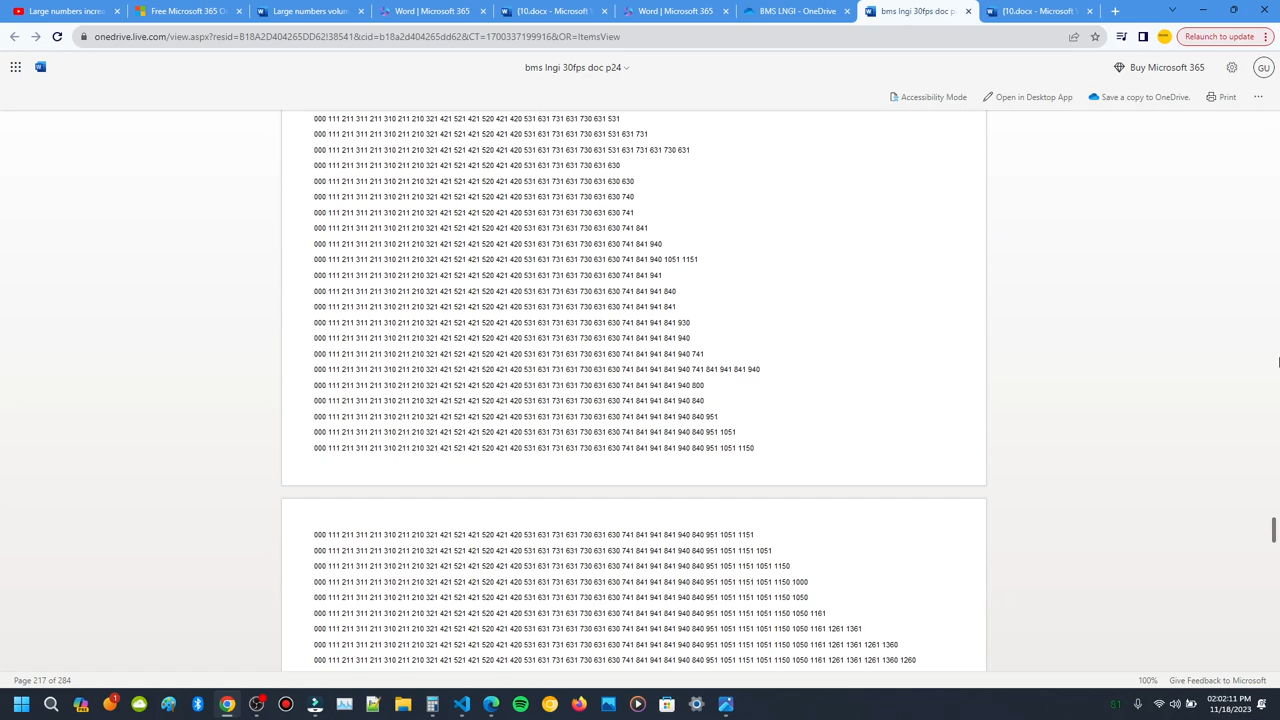 Large numbers increa
Free Microsoft 365 O
Large numbers volum
Word | Microsoft 365
{10.docx - Microsoft V
Word | Microsoft 365
BMS LNGI - OneDrive
bms lngi 30fps doc p2
{10.docx - Microsoft V
onedrive.live.com/view.aspx?resid=B18A2D404265DD62!38541&cid=b18a2d404265dd62&CT=1700337199916&OR=ItemsView
Relaunch to update
bms lngi 30fps doc p24
Buy Microsoft 365
GU
Accessibility Mode
Open in Desktop App
Save a copy to OneDrive.
Print
000 111 211 311 211 310 211 210 321 421 521 421 520 421 420 531 631 731 631 730 631 531
000 111 211 311 211 310 211 210 321 421 521 421 520 421 420 531 631 731 631 730 631 531 631 731
000 111 211 311 211 310 211 210 321 421 521 421 520 421 420 531 631 731 631 730 631 531 631 731 631 730 631
000 111 211 311 211 310 211 210 321 421 521 421 520 421 420 531 631 731 631 730 631 630
000 111 211 311 211 310 211 210 321 421 521 421 520 421 420 531 631 731 631 730 631 630 630
000 111 211 311 211 310 211 210 321 421 521 421 520 421 420 531 631 731 631 730 631 630 740
000 111 211 311 211 310 211 210 321 421 521 421 520 421 420 531 631 731 631 730 631 630 741
000 111 211 311 211 310 211 210 321 421 521 421 520 421 420 531 631 731 631 730 631 630 741 841
000 111 211 311 211 310 211 210 321 421 521 421 520 421 420 531 631 731 631 730 631 630 741 841 940
000 111 211 311 211 310 211 210 321 421 521 421 520 421 420 531 631 731 631 730 631 630 741 841 940 1051 1151
000 111 211 311 211 310 211 210 321 421 521 421 520 421 420 531 631 731 631 730 631 630 741 841 941
000 111 211 311 211 310 211 210 321 421 521 421 520 421 420 531 631 731 631 730 631 630 741 841 941 840
000 111 211 311 211 310 211 210 321 421 521 421 520 421 420 531 631 731 631 730 631 630 741 841 941 841
000 111 211 311 211 310 211 210 321 421 521 421 520 421 420 531 631 731 631 730 631 630 741 841 941 841 930
000 111 211 311 211 310 211 210 321 421 521 421 520 421 420 531 631 731 631 730 631 630 741 841 941 841 940
000 111 211 311 211 310 211 210 321 421 521 421 520 421 420 531 631 731 631 730 631 630 741 841 941 841 940 741
000 111 211 311 211 310 211 210 321 421 521 421 520 421 420 531 631 731 631 730 631 630 741 841 941 841 940 741 841 941 841 940
000 111 211 311 211 310 211 210 321 421 521 421 520 421 420 531 631 731 631 730 631 630 741 841 941 841 940 800
000 111 211 311 211 310 211 210 321 421 521 421 520 421 420 531 631 731 631 730 631 630 741 841 941 841 940 840
000 111 211 311 211 310 211 210 321 421 521 421 520 421 420 531 631 731 631 730 631 630 741 841 941 841 940 840 951
000 111 211 311 211 310 211 210 321 421 521 421 520 421 420 531 631 731 631 730 631 630 741 841 941 841 940 840 951 1051
000 111 211 311 211 310 211 210 321 421 521 421 520 421 420 531 631 731 631 730 631 630 741 841 941 841 940 840 951 1051 1150
000 111 211 311 211 310 211 210 321 421 521 421 520 421 420 531 631 731 631 730 631 630 741 841 941 841 940 840 951 1051 1151
000 111 211 311 211 310 211 210 321 421 521 421 520 421 420 531 631 731 631 730 631 630 741 841 941 841 940 840 951 1051 1151 1051
000 111 211 311 211 310 211 210 321 421 521 421 520 421 420 531 631 731 631 730 631 630 741 841 941 841 940 840 951 1051 1151 1051 1150
000 111 211 311 211 310 211 210 321 421 521 421 520 421 420 531 631 731 631 730 631 630 741 841 941 841 940 840 951 1051 1151 1051 1150 1000
000 111 211 311 211 310 211 210 321 421 521 421 520 421 420 531 631 731 631 730 631 630 741 841 941 841 940 840 951 1051 1151 1051 1150 1050
000 111 211 311 211 310 211 210 321 421 521 421 520 421 420 531 631 731 631 730 631 630 741 841 941 841 940 840 951 1051 1151 1051 1150 1050 1161
000 111 211 311 211 310 211 210 321 421 521 421 520 421 420 531 631 731 631 730 631 630 741 841 941 841 940 840 951 1051 1151 1051 1150 1050 1161 1261 1361
000 111 211 311 211 310 211 210 321 421 521 421 520 421 420 531 631 731 631 730 631 630 741 841 941 841 940 840 951 1051 1151 1051 1150 1050 1161 1261 1361 1261 1360
000 111 211 311 211 310 211 210 321 421 521 421 520 421 420 531 631 731 631 730 631 630 741 841 941 841 940 840 951 1051 1151 1051 1150 1050 1161 1261 1361 1261 1360 1260
Page 217 of 284
100%
Give Feedback to Microsoft
02:02:11 PM
11/18/2023